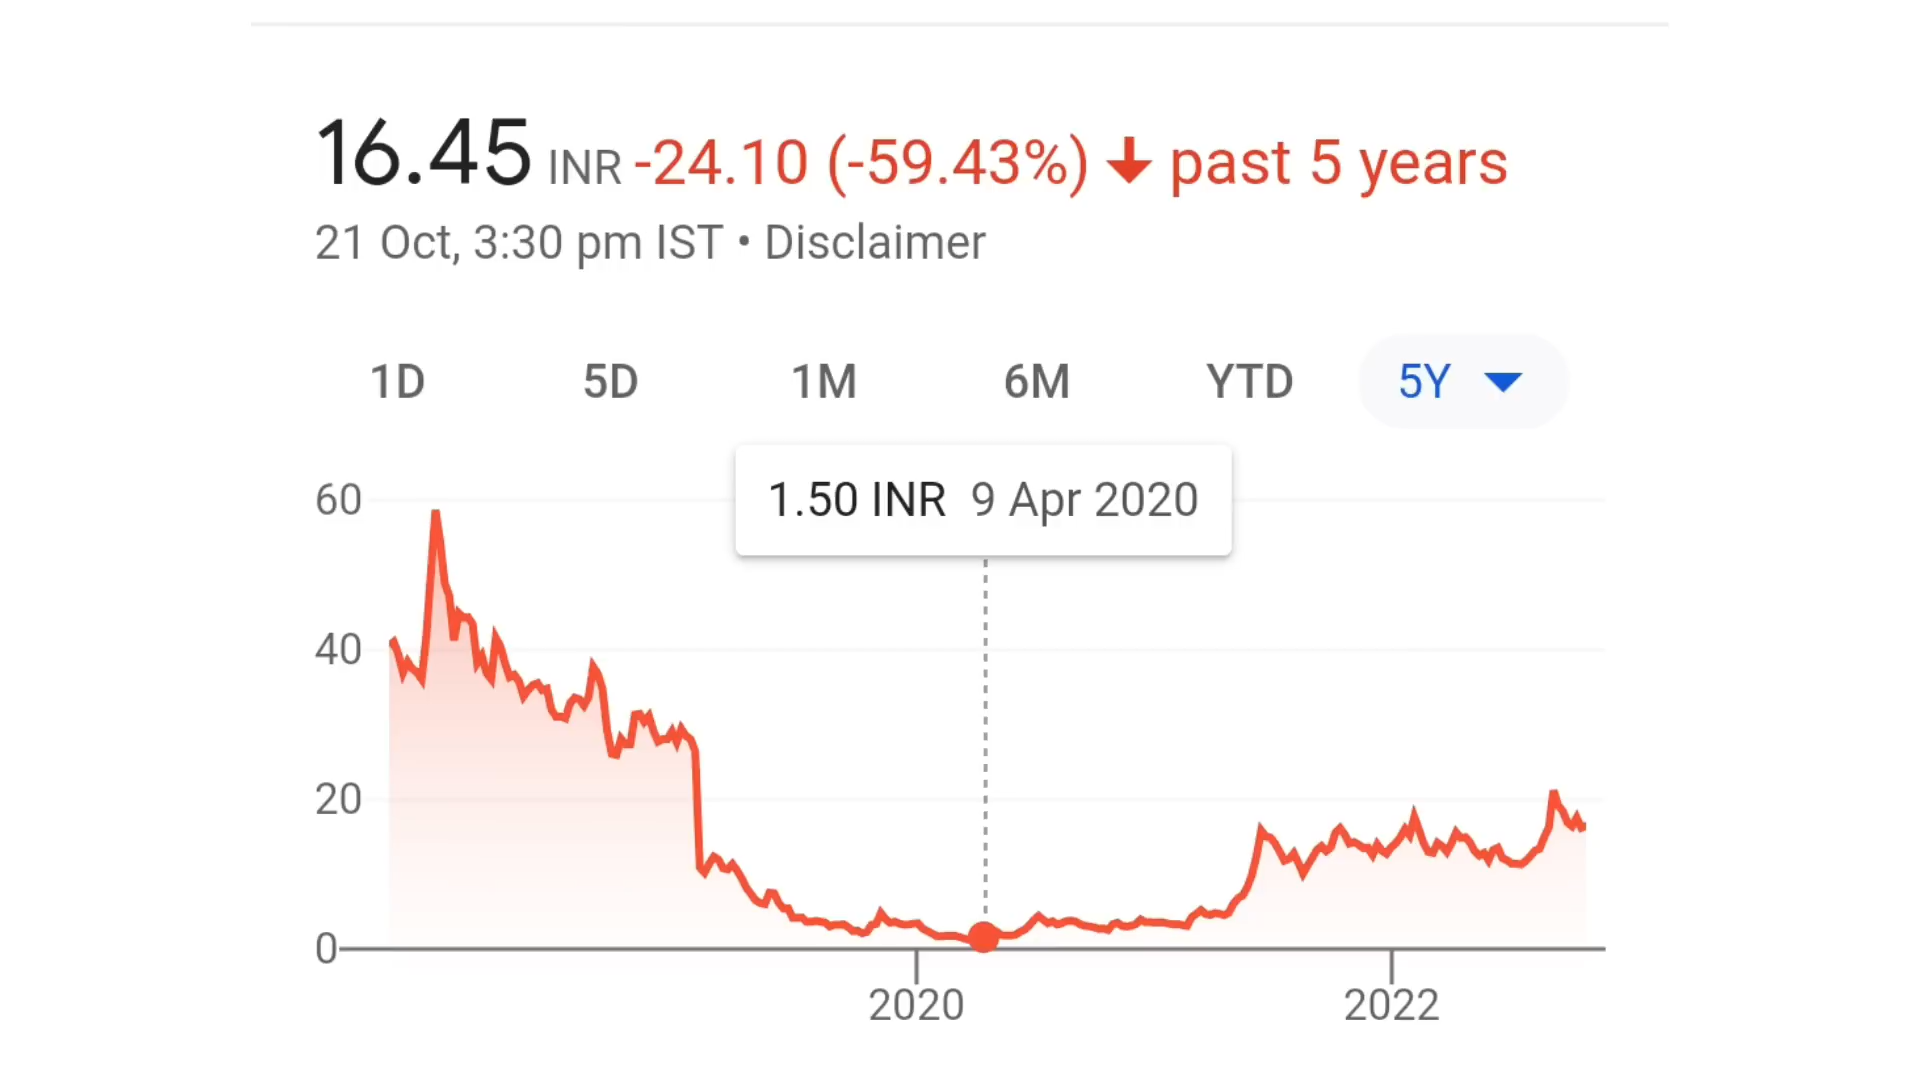 16.45 INR -24.10 (-59.43%) ↓ past 5 years
21 Oct, 3:30 pm IST • Disclaimer
1D 5D 1M 6M YTD 5Y
1.50 INR 9 Apr 2020
60
40
20
0
2020 2022